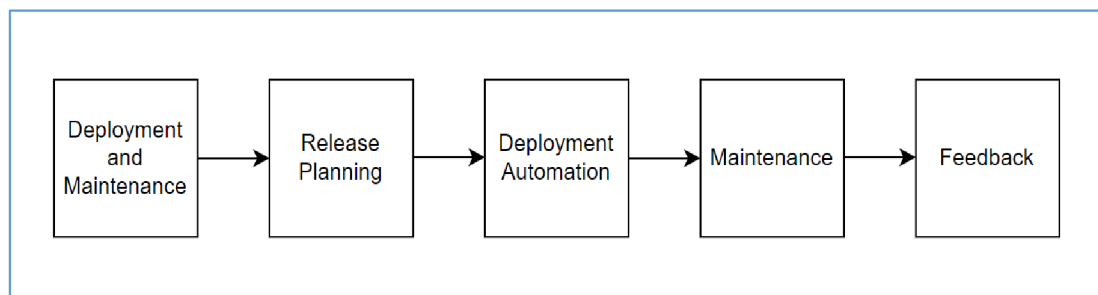 Deployment
and
Maintenance
Release
Planning
Deployment
Automation
Maintenance
Feedback